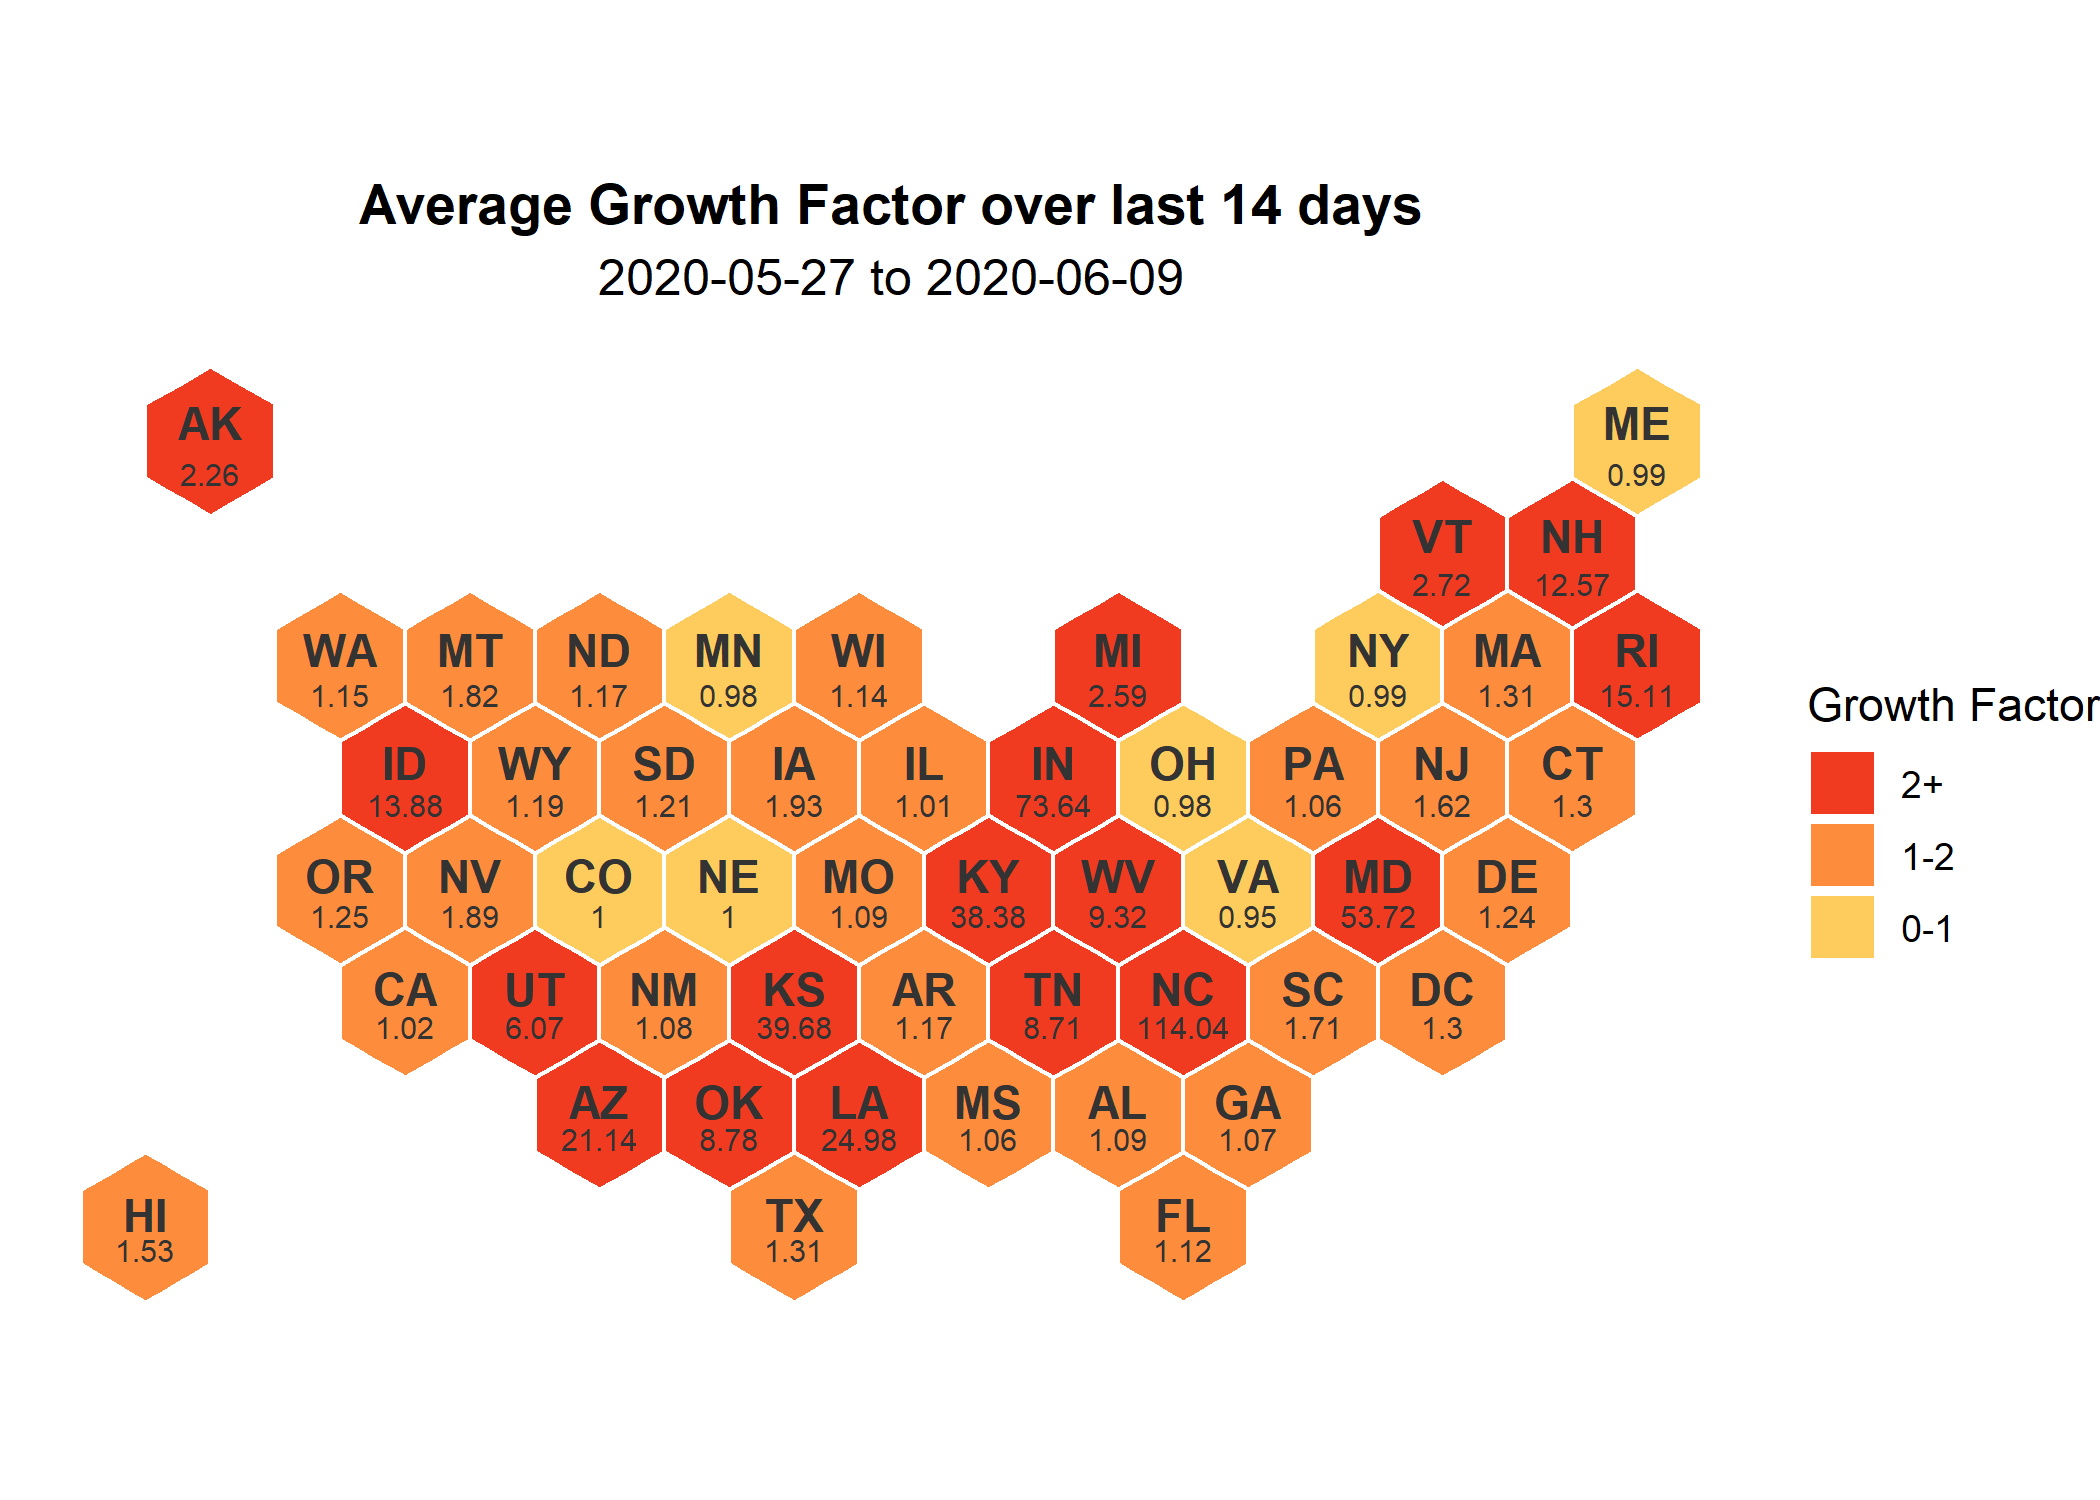 Average Growth Factor over last 14 days
2020-05-27 to 2020-06-09
AK
2.26
ME
0.99
VT
2.72
NH
12.57
WA
1.15
MT
1.82
ND
1.17
MN
0.98
WI
1.14
MI
2.59
NY
0.99
MA
1.31
RI
15.11
ID
13.88
WY
1.19
SD
1.21
IA
1.93
IL
1.01
IN
73.64
OH
0.98
PA
1.06
NJ
1.62
CT
1.3
OR
1.25
NV
1.89
CO
1
NE
1
MO
1.09
KY
38.38
WV
9.32
VA
0.95
MD
53.72
DE
1.24
CA
1.02
UT
6.07
NM
1.08
KS
39.68
AR
1.17
TN
8.71
NC
114.04
SC
1.71
DC
1.3
AZ
21.14
OK
8.78
LA
24.98
MS
1.06
AL
1.09
GA
1.07
HI
1.53
TX
1.31
FL
1.12
Growth Factor
2+
1-2
0-1